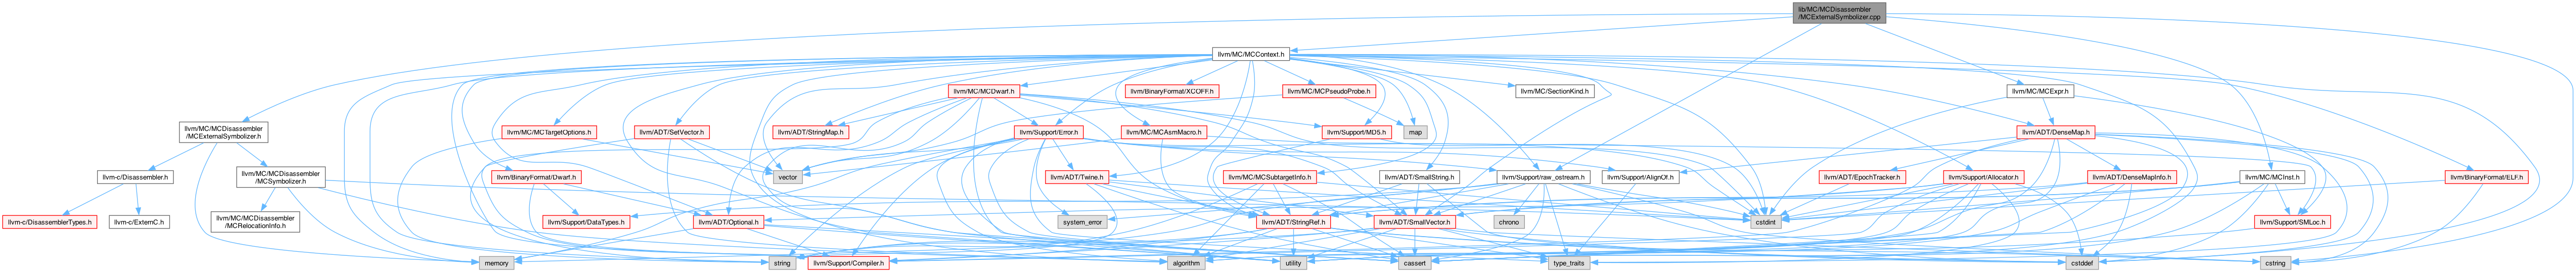 lib/MC/MCDisassembler
/MCExternalSymbolizer.cpp
llvm/MC/MCContext.h
llvm/MC/MCDwarf.h
llvm/BinaryFormat/XCOFF.h
llvm/MC/MCPseudoProbe.h
llvm/MC/SectionKind.h
llvm/MC/MCExpr.h
llvm/MC/MCDisassembler
/MCExternalSymbolizer.h
llvm/MC/MCTargetOptions.h
llvm/ADT/SetVector.h
llvm/ADT/StringMap.h
llvm/Support/Error.h
llvm/MC/MCAsmMacro.h
llvm/Support/MD5.h
map
llvm/ADT/DenseMap.h
llvm-c/Disassembler.h
llvm/MC/MCDisassembler
/MCSymbolizer.h
llvm/BinaryFormat/Dwarf.h
vector
llvm/ADT/Twine.h
llvm/MC/MCSubtargetInfo.h
llvm/ADT/SmallString.h
llvm/Support/raw_ostream.h
llvm/Support/AlignOf.h
llvm/ADT/EpochTracker.h
llvm/Support/Allocator.h
llvm/ADT/DenseMapInfo.h
llvm/MC/MCInst.h
llvm/BinaryFormat/ELF.h
llvm-c/DisassemblerTypes.h
llvm-c/ExternC.h
llvm/MC/MCDisassembler
/MCRelocationInfo.h
llvm/Support/DataTypes.h
llvm/ADT/Optional.h
system_error
llvm/ADT/StringRef.h
llvm/ADT/SmallVector.h
chrono
cstdint
llvm/Support/SMLoc.h
memory
string
llvm/Support/Compiler.h
algorithm
utility
cassert
type_traits
cstddef
cstring